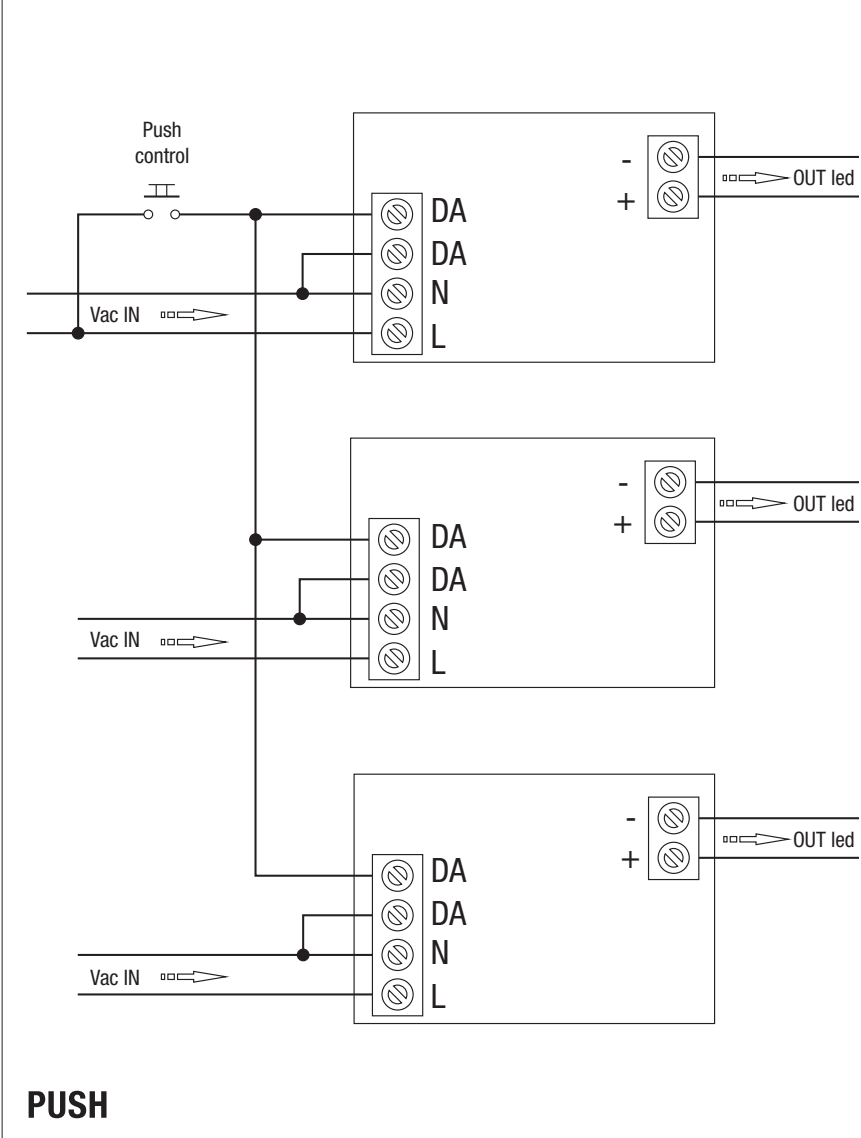 Push
control
-
+
OUT led
DA
DA
N
L
Vac IN
-
+
OUT led
DA
DA
N
L
Vac IN
-
+
OUT led
DA
DA
N
L
Vac IN
PUSH